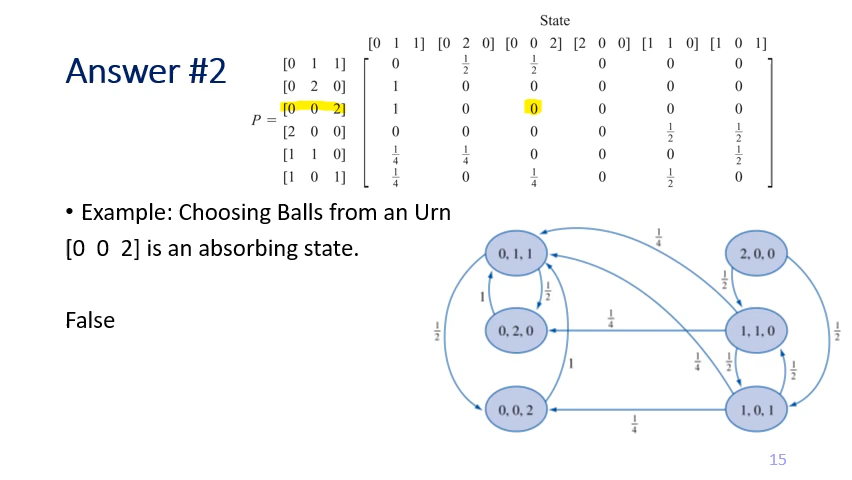 Answer #2
State
[0 1 1] [0 2 0] [0 0 2] [2 0 0] [1 1 0] [1 0 1]
P =
[0 1 1] 0 1/2 1/2 0 0 0
[0 2 0] 1 0 0 0 0 0
[0 0 2] 1 0 0 0 0 0
[2 0 0] 0 0 0 0 1/2 1/2
[1 1 0] 1/4 1/4 0 0 0 1/2
[1 0 1] 1/4 0 1/4 0 1/2 0
• Example: Choosing Balls from an Urn
[0 0 2] is an absorbing state.
False
1/4
0, 1, 1
2, 0, 0
1/2
1
1/2
1/2
0, 2, 0
1/4
1, 1, 0
1/2
1
1/4
1/2
1/2
0, 0, 2
1/4
1, 0, 1
15